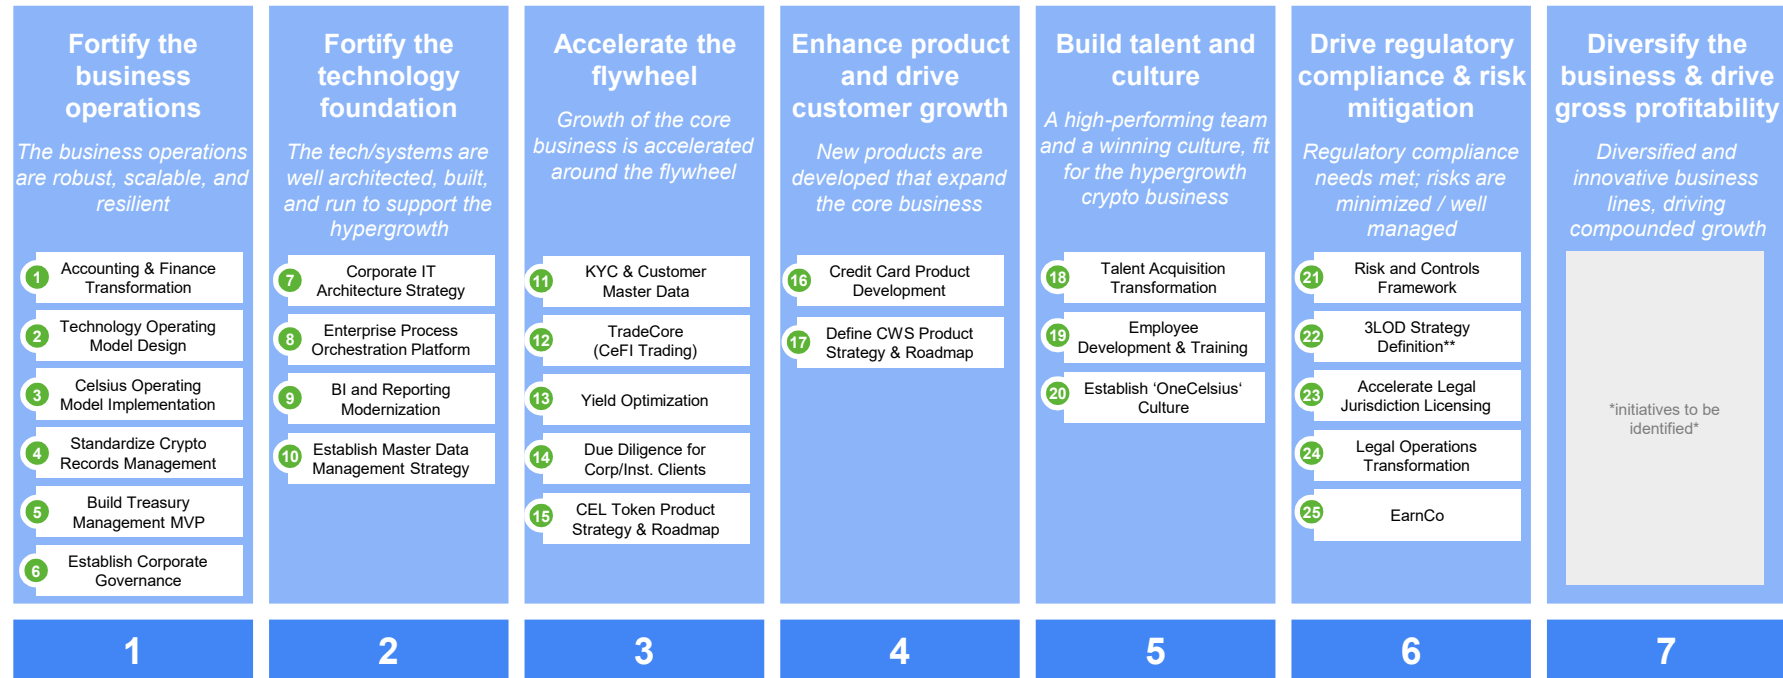 Fortify the
business
operations
The business operations
are robust, scalable, and
resilient
1
Accounting & Finance
Transformation
2
Technology Operating
Model Design
3
Celsius Operating
Model Implementation
4
Standardize Crypto
Records Management
5
Build Treasury
Management MVP
6
Establish Corporate
Governance
1
Fortify the
technology
foundation
The tech/systems are
well architected, built,
and run to support the
hypergrowth
7
Corporate IT
Architecture Strategy
8
Enterprise Process
Orchestration Platform
9
BI and Reporting
Modernization
10
Establish Master Data
Management Strategy
2
Accelerate the
flywheel
Growth of the core
business is accelerated
around the flywheel
11
KYC & Customer
Master Data
12
TradeCore
(CeFI Trading)
13
Yield Optimization
14
Due Diligence for
Corp/Inst. Clients
15
CEL Token Product
Strategy & Roadmap
3
Enhance product
and drive
customer growth
New products are
developed that expand
the core business
16
Credit Card Product
Development
17
Define CWS Product
Strategy & Roadmap
4
Build talent and
culture
A high-performing team
and a winning culture, fit
for the hypergrowth
crypto business
18
Talent Acquisition
Transformation
19
Employee
Development & Training
20
Establish ‘OneCelsius‘
Culture
5
Drive regulatory
compliance & risk
mitigation
Regulatory compliance
needs met; risks are
minimized / well
managed
21
Risk and Controls
Framework
22
3LOD Strategy
Definition**
23
Accelerate Legal
Jurisdiction Licensing
24
Legal Operations
Transformation
25
EarnCo
6
Diversify the
business & drive
gross profitability
Diversified and
innovative business
lines, driving
compounded growth
*initiatives to be
identified*
7